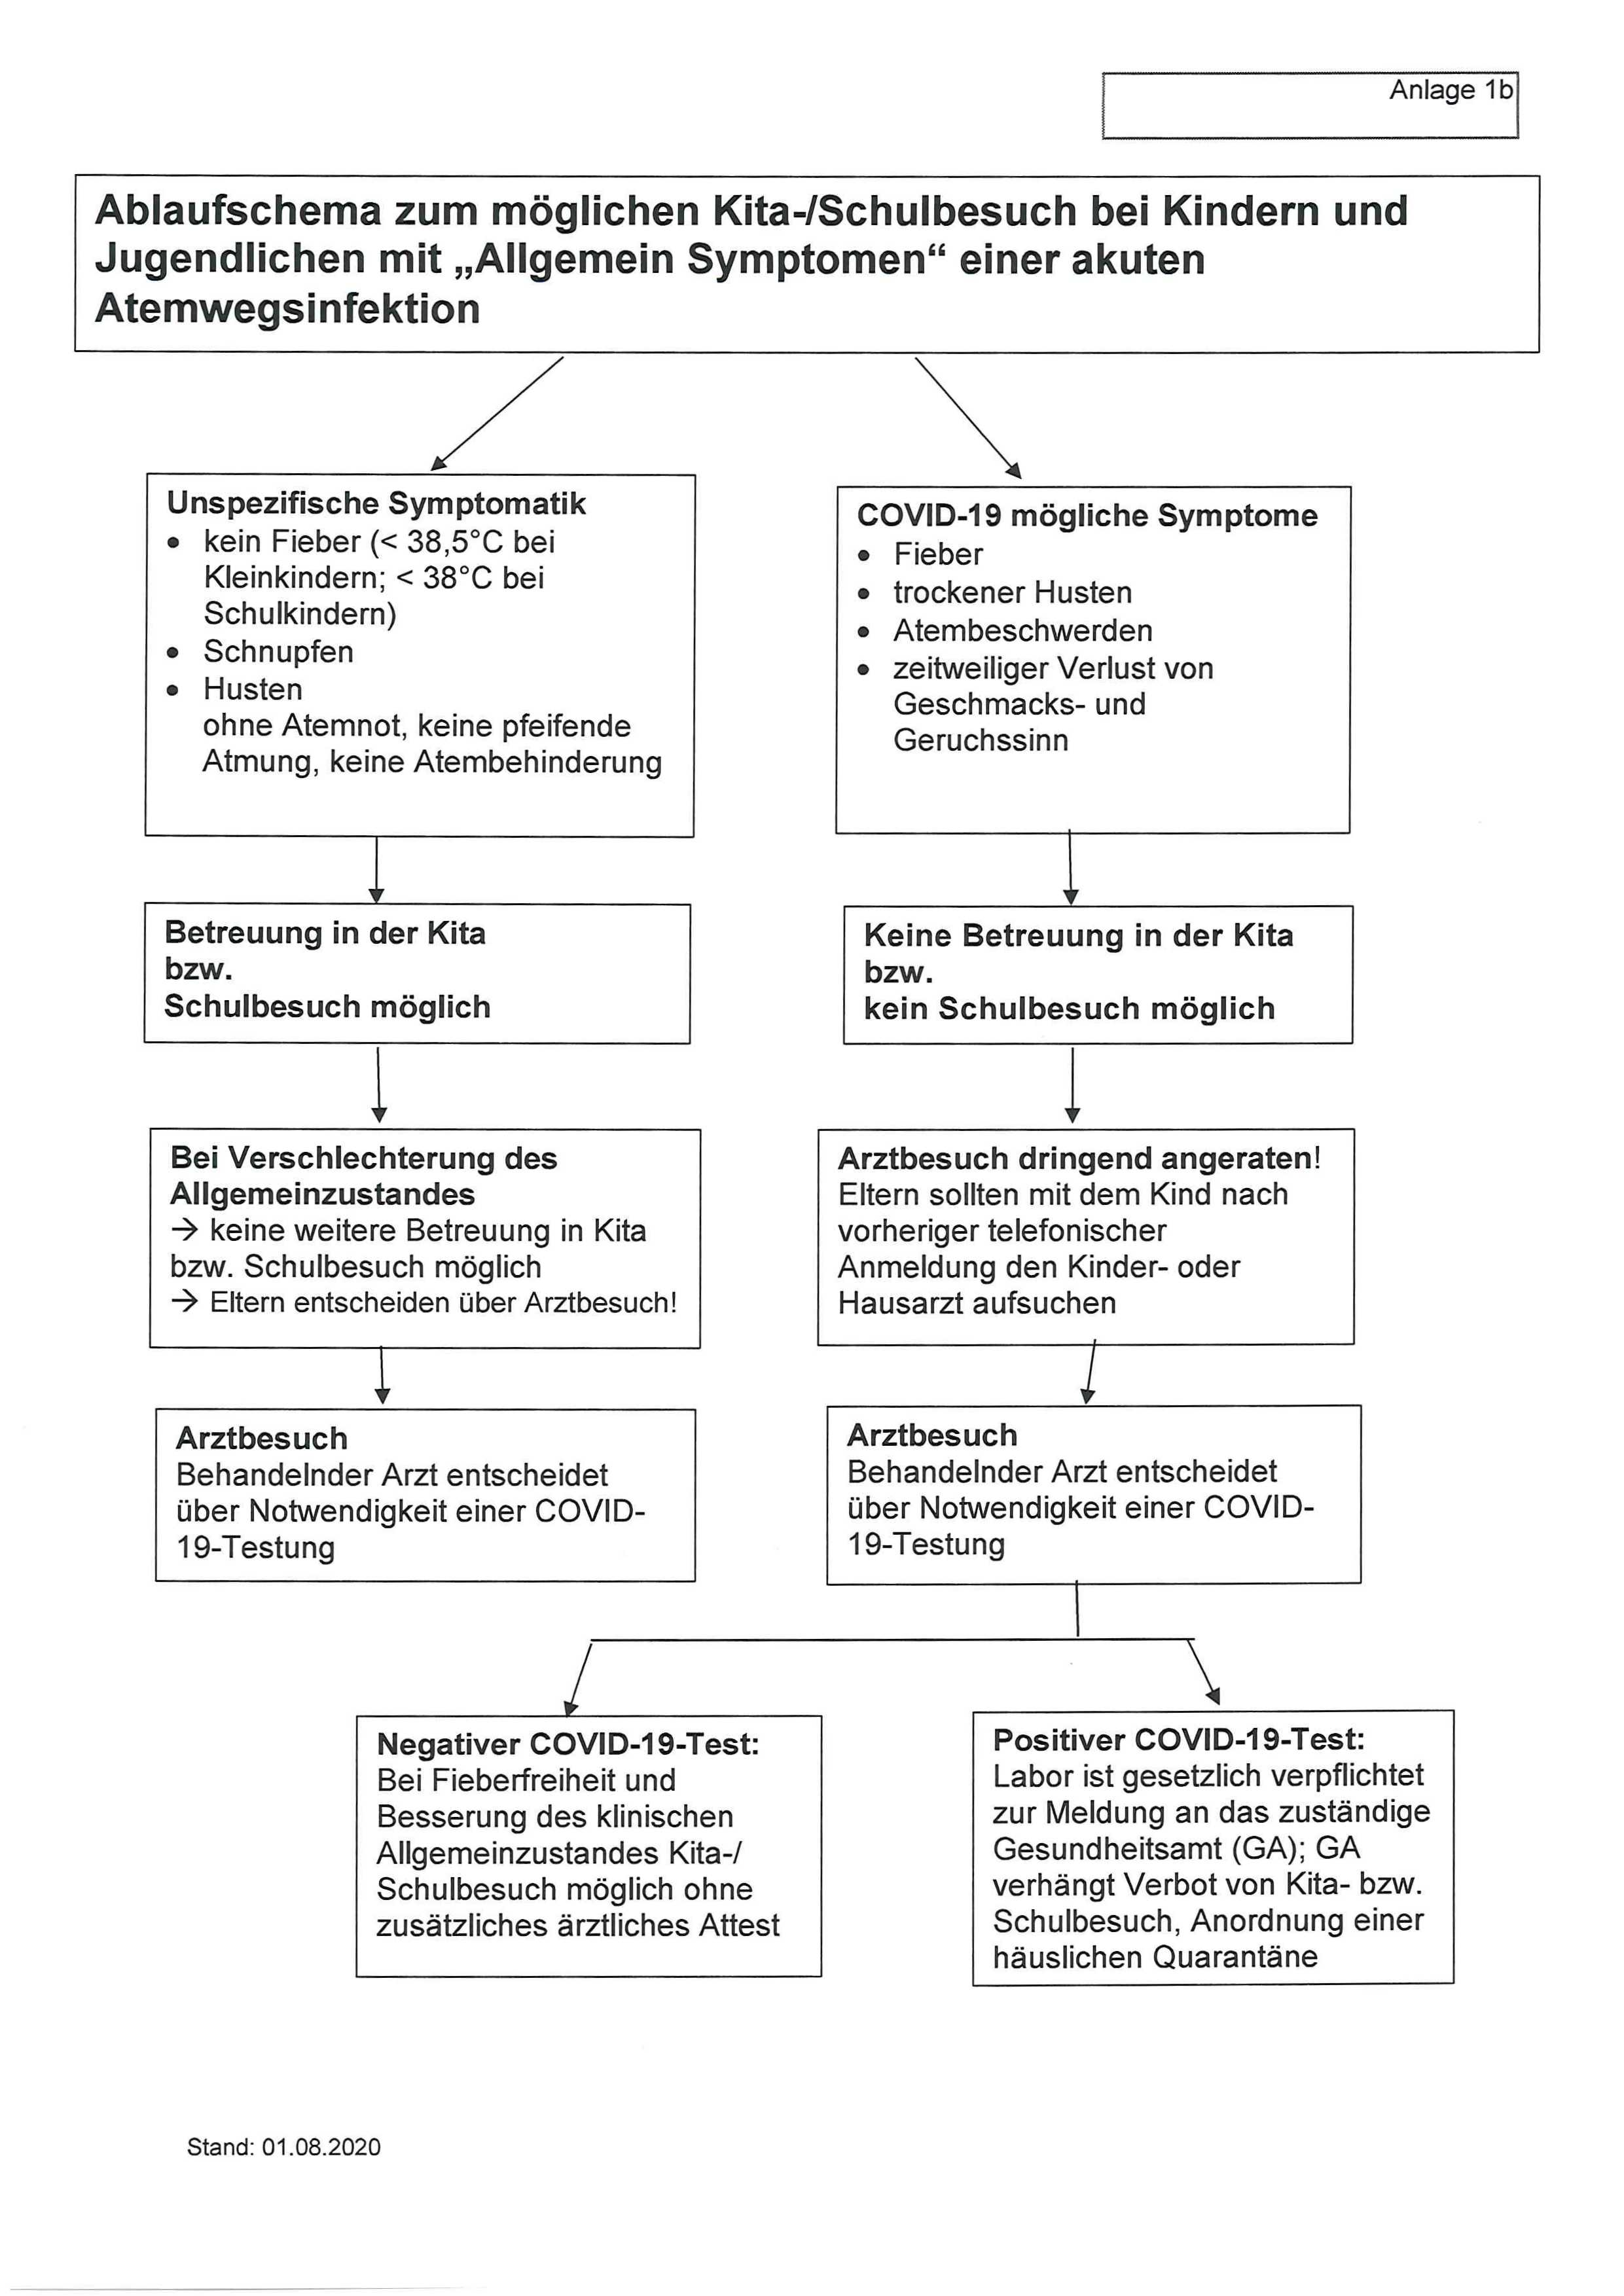 Anlage 1b
Ablaufschema zum möglichen Kita-/Schulbesuch bei Kindern und
Jugendlichen mit „Allgemein Symptomen“ einer akuten
Atemwegsinfektion
Unspezifische Symptomatik
• kein Fieber (< 38,5°C bei
Kleinkindern; < 38°C bei
Schulkindern)
• Schnupfen
• Husten
ohne Atemnot, keine pfeifende
Atmung, keine Atembehinderung
COVID-19 mögliche Symptome
• Fieber
• trockener Husten
• Atembeschwerden
• zeitweiliger Verlust von
Geschmacks- und
Geruchssinn
Betreuung in der Kita
bzw.
Schulbesuch möglich
Keine Betreuung in der Kita
bzw.
kein Schulbesuch möglich
Bei Verschlechterung des
Allgemeinzustandes
→ keine weitere Betreuung in Kita
bzw. Schulbesuch möglich
→ Eltern entscheiden über Arztbesuch!
Arztbesuch dringend angeraten!
Eltern sollten mit dem Kind nach
vorheriger telefonischer
Anmeldung den Kinder- oder
Hausarzt aufsuchen
Arztbesuch
Behandelnder Arzt entscheidet
über Notwendigkeit einer COVID-
19-Testung
Arztbesuch
Behandelnder Arzt entscheidet
über Notwendigkeit einer COVID-
19-Testung
Negativer COVID-19-Test:
Bei Fieberfreiheit und
Besserung des klinischen
Allgemeinzustandes Kita-/
Schulbesuch möglich ohne
zusätzliches ärztliches Attest
Positiver COVID-19-Test:
Labor ist gesetzlich verpflichtet
zur Meldung an das zuständige
Gesundheitsamt (GA); GA
verhängt Verbot von Kita- bzw.
Schulbesuch, Anordnung einer
häuslichen Quarantäne
Stand: 01.08.2020